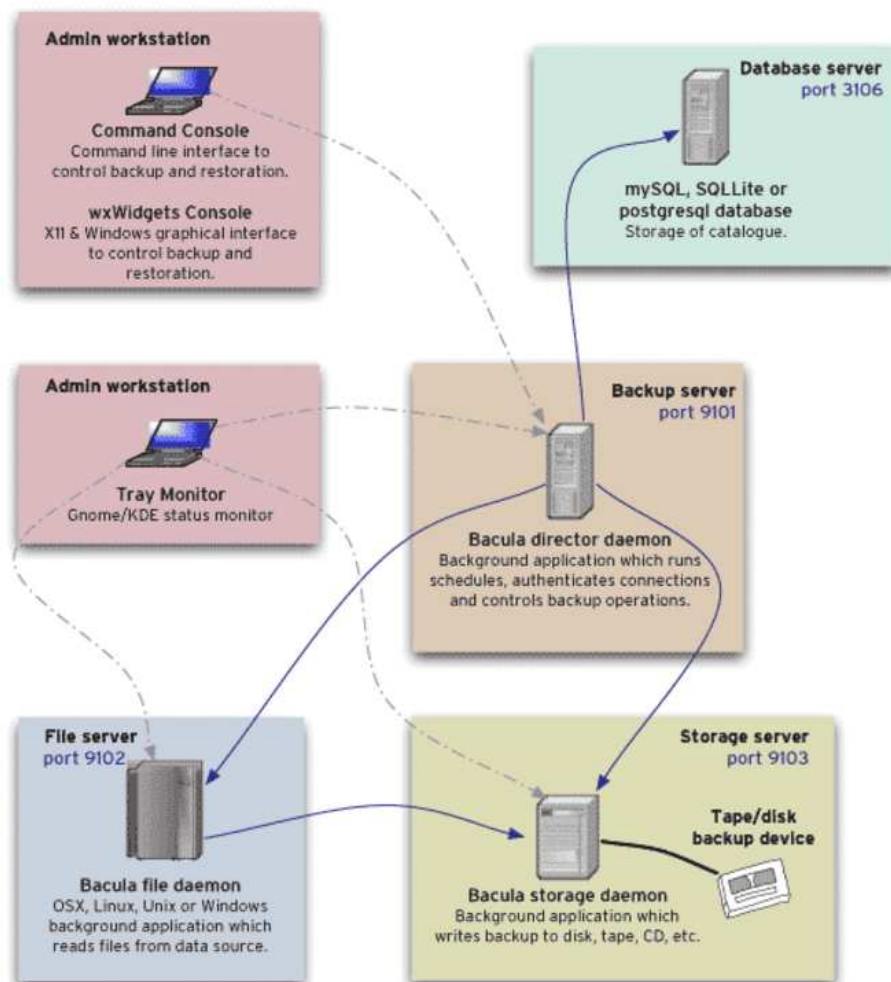 Admin workstation
Command Console
Command line interface to
control backup and restoration.
wxWidgets Console
X11 & Windows graphical interface
to control backup and
restoration.
Database server
port 3106
mySQL, SQLLite or
postgresql database
Storage of catalogue.
Admin workstation
Tray Monitor
Gnome/KDE status monitor
Backup server
port 9101
Bacula director daemon
Background application which runs
schedules, authenticates connections
and controls backup operations.
File server
port 9102
Bacula file daemon
OSX, Linux, Unix or Windows
background application which
reads files from data source.
Storage server
port 9103
Tape/disk
backup device
Bacula storage daemon
Background application which
writes backup to disk, tape, CD, etc.